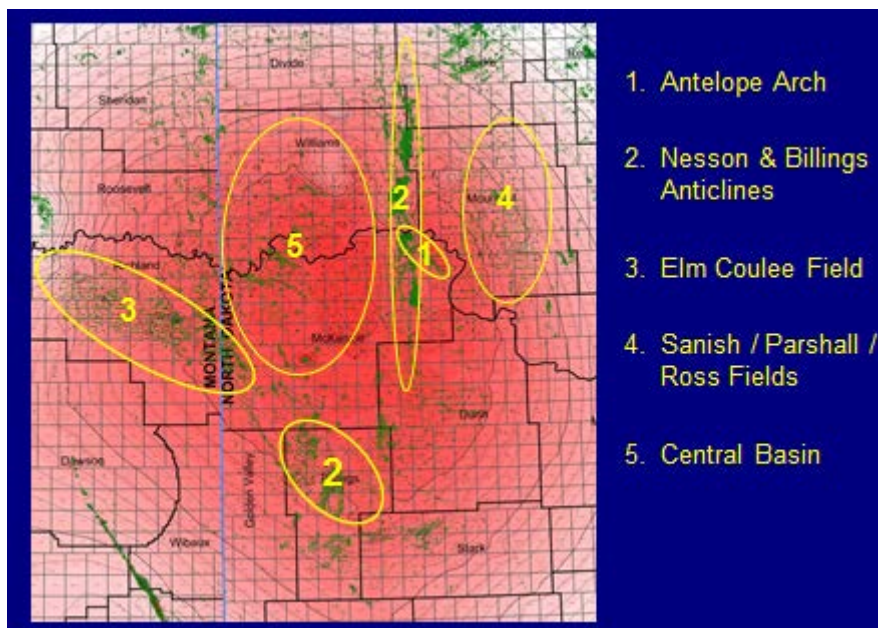 Divide
Sheridan
Williams
2
4
Roosevelt
5
1
3
MONTANA
NORTH DAKOTA
McKenzie
Dunn
2
Dawson
Golden Valley
Wibaux
Stark
1. Antelope Arch
2. Nesson & Billings
Anticlines
3. Elm Coulee Field
4. Sanish / Parshall /
Ross Fields
5. Central Basin